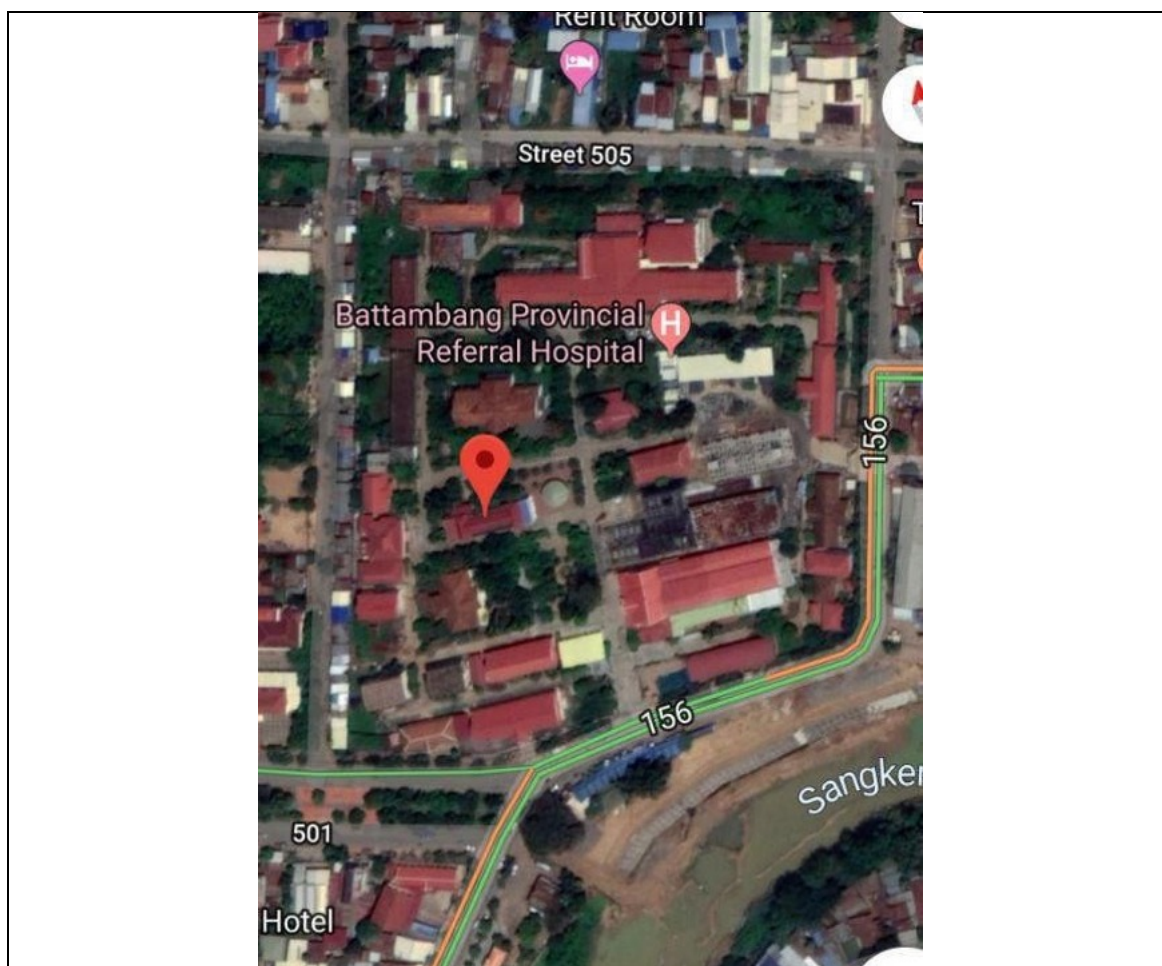 Rent Room
Street 505
Battambang Provincial
Referral Hospital
H
156
156
Sangker
501
Hotel